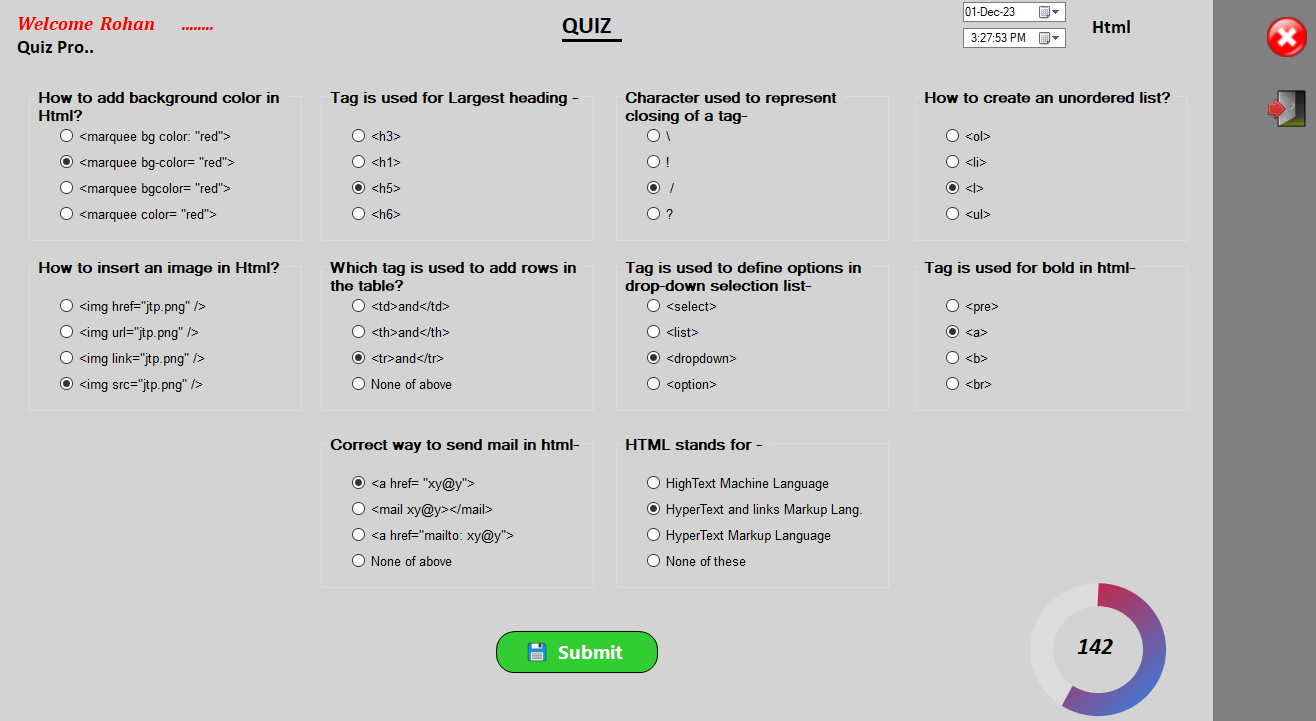 Welcome Rohan ........
Quiz Pro..
QUIZ
01-Dec-23
3:27:53 PM
Html
How to add background color in
Html?
<marquee bg color: "red">
<marquee bg-color= "red">
<marquee bgcolor= "red">
<marquee color= "red">
Tag is used for Largest heading -
<h3>
<h1>
<h5>
<h6>
Character used to represent
closing of a tag-
\
!
/
?
How to create an unordered list?
<ol>
<li>
<l>
<ul>
How to insert an image in Html?
<img href="jtp.png" />
<img url="jtp.png" />
<img link="jtp.png" />
<img src="jtp.png" />
Which tag is used to add rows in
the table?
<td>and</td>
<th>and</th>
<tr>and</tr>
None of above
Tag is used to define options in
drop-down selection list-
<select>
<list>
<dropdown>
<option>
Tag is used for bold in html-
<pre>
<a>
<b>
<br>
Correct way to send mail in html-
<a href= "xy@y">
<mail xy@y></mail>
<a href="mailto: xy@y">
None of above
HTML stands for -
HighText Machine Language
HyperText and links Markup Lang.
HyperText Markup Language
None of these
Submit
142